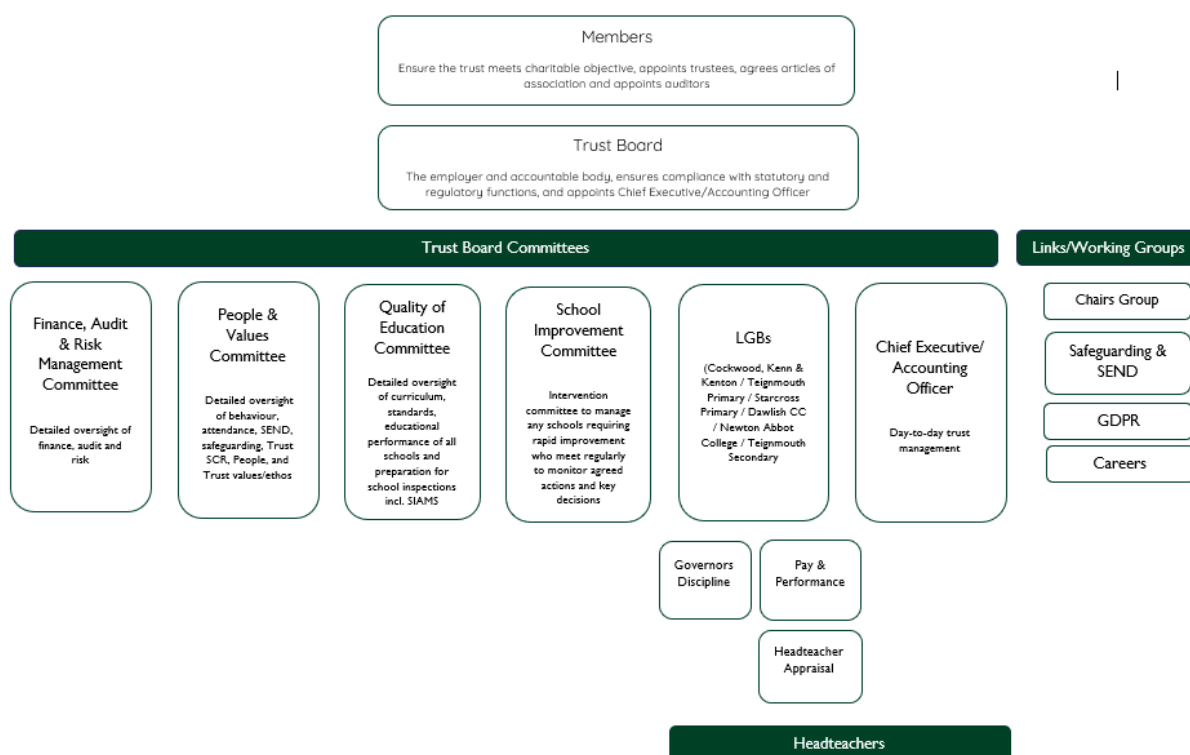 Members
Ensure the trust meets charitable objective, appoints trustees, agrees articles of
association and appoints auditors
Trust Board
The employer and accountable body, ensures compliance with statutory and
regulatory functions, and appoints Chief Executive/Accounting Officer
Trust Board Committees
Links/Working Groups
Finance, Audit
& Risk
Management
Committee
Detailed oversight of
finance, audit and
risk
People &
Values
Committee
Detailed oversight
of behaviour,
attendance, SEND,
safeguarding, Trust
SCR, People, and
Trust values/ethos
Quality of
Education
Committee
Detailed oversight
of curriculum,
standards,
educational
performance of all
schools and
preparation for
school inspections
incl. SIAMS
School
Improvement
Committee
Intervention
committee to manage
any schools requiring
rapid improvement
who meet regularly
to monitor agreed
actions and key
decisions
LGBs
(Cockwood, Kenn &
Kenton / Teignmouth
Primary / Starcross
Primary / Dawlish CC
/ Newton Abbot
College / Teignmouth
Secondary
Chief Executive/
Accounting
Officer
Day-to-day trust
management
Chairs Group
Safeguarding &
SEND
GDPR
Careers
Governors
Discipline
Pay &
Performance
Headteacher
Appraisal
Headteachers